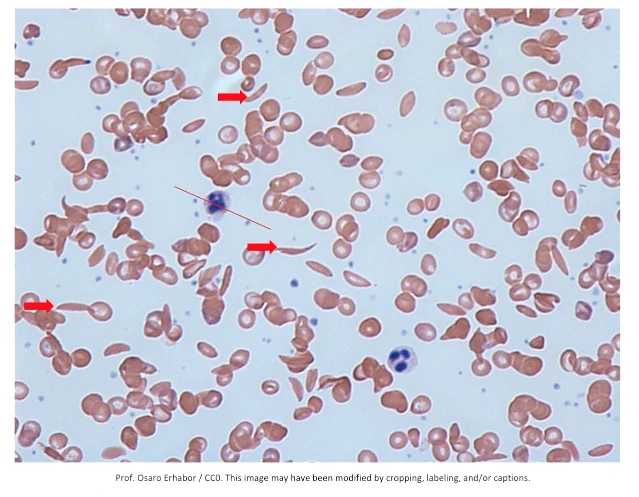 Prof. Osaro Erhabor / CC0. This image may have been modified by cropping, labeling, and/or captions.